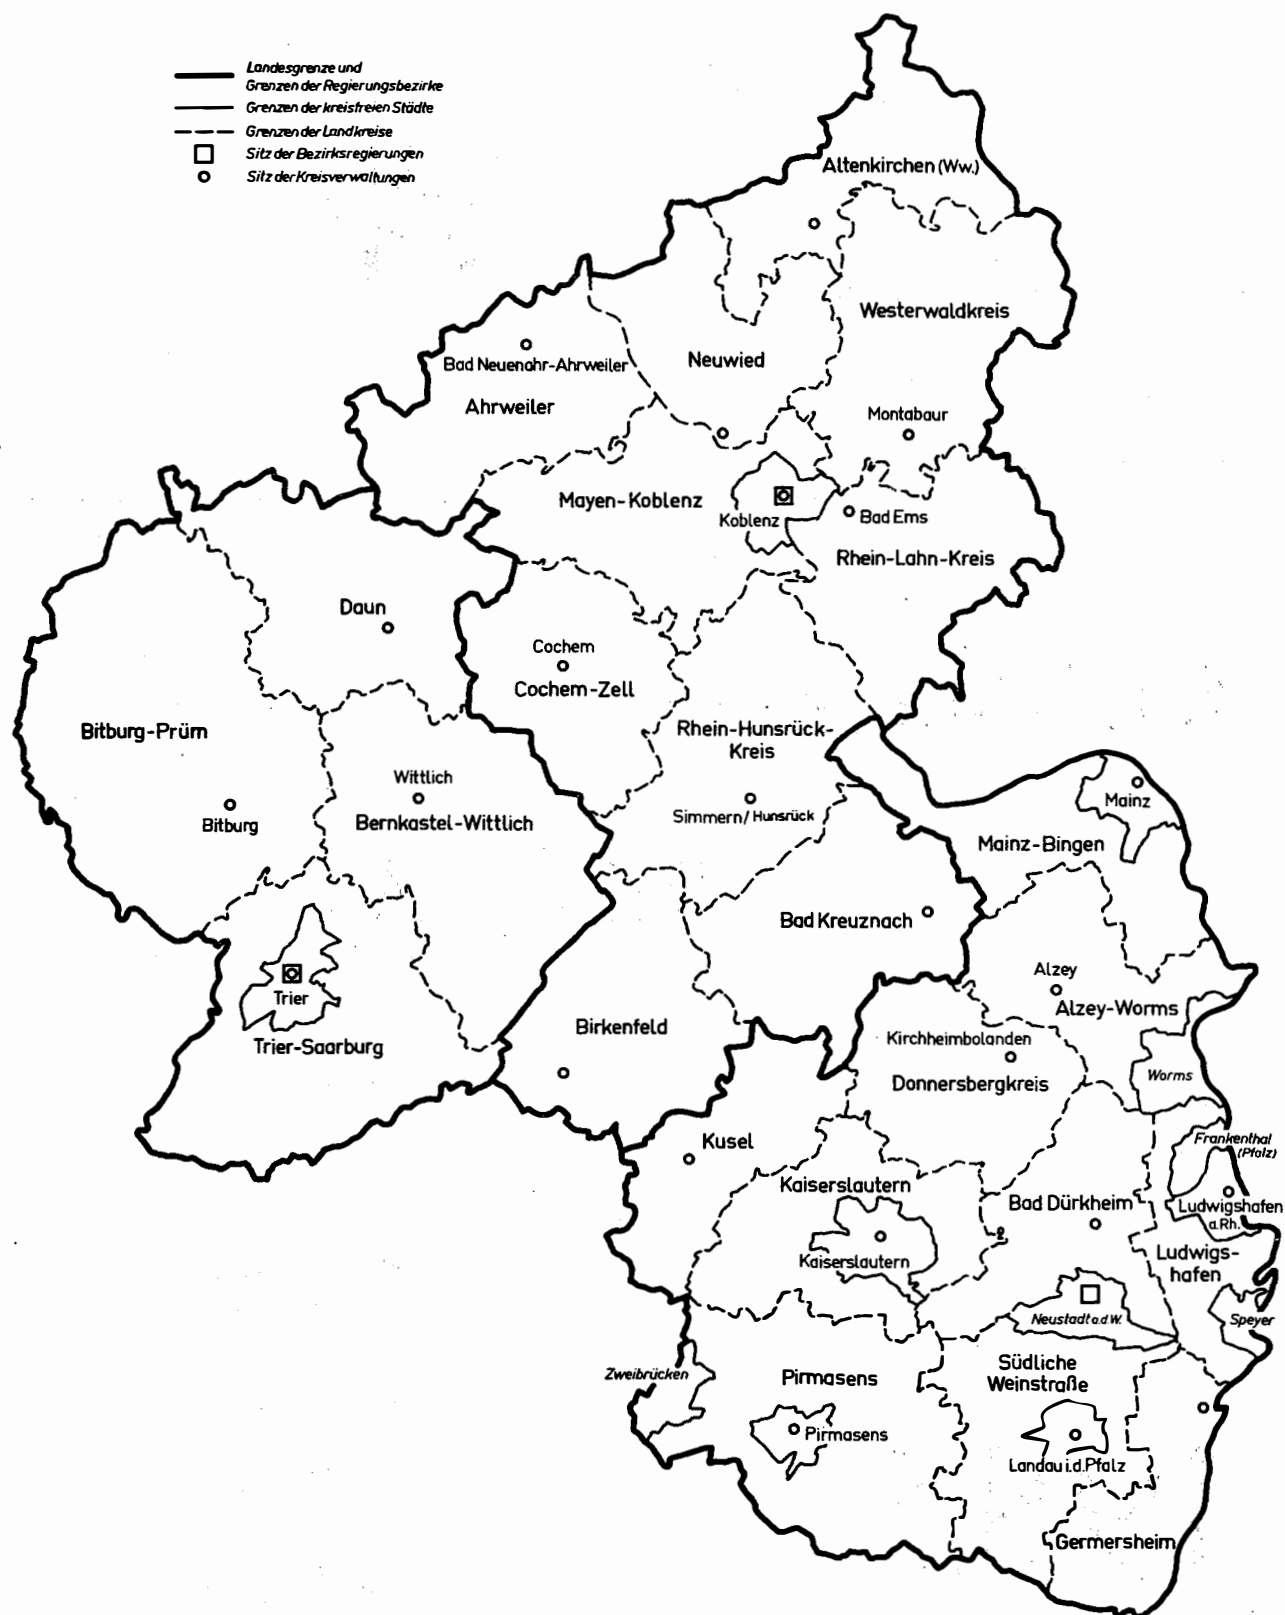 Landesgrenze und
Grenzen der Regierungsbezirke
Grenzen der kreisfreien Städte
Grenzen der Landkreise
Sitz der Bezirksregierungen
Sitz der Kreisverwaltungen
Altenkirchen (Ww.)
Westerwaldkreis
Neuwied
Bad Neuenahr-Ahrweiler
Ahrweiler
Montabaur
Mayen-Koblenz
Koblenz
Bad Ems
Rhein-Lahn-Kreis
Daun
Cochem
Cochem-Zell
Bitburg-Prüm
Rhein-Hunsrück-
Kreis
Wittlich
Bitburg
Bernkastel-Wittlich
Simmern/Hunsrück
Mainz
Mainz-Bingen
Bad Kreuznach
Alzey
Alzey-Worms
Trier
Trier-Saarburg
Birkenfeld
Kirchheimbolanden
Donnersbergkreis
Worms
Kusel
Frankenthal
(Pfalz)
Kaiserslautern
Bad Dürkheim
Ludwigshafen
a.Rh.
Kaiserslautern
Ludwigs-
hafen
Neustadt a.d.W.
Speyer
Zweibrücken
Pirmasens
Südliche
Weinstraße
Pirmasens
Landau i.d.Pfalz
Germersheim